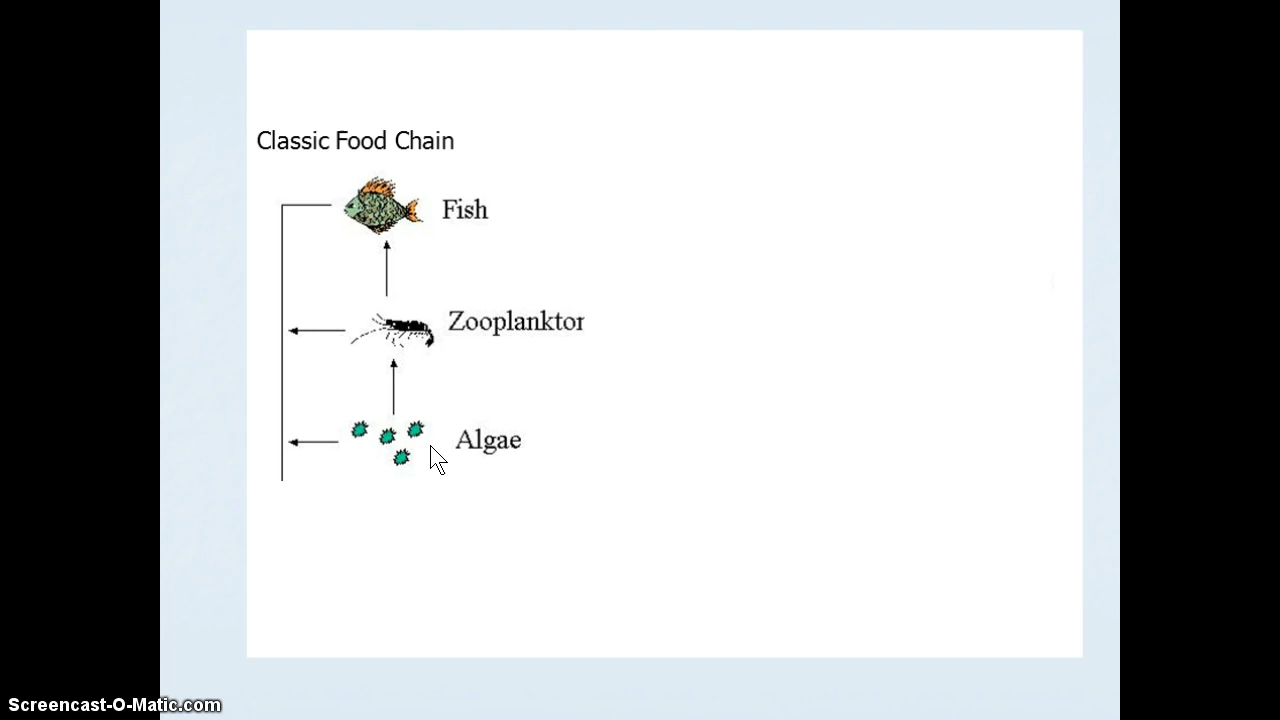 Classic Food Chain
Fish
Zooplanktor
Algae
Screencast-O-Matic.com